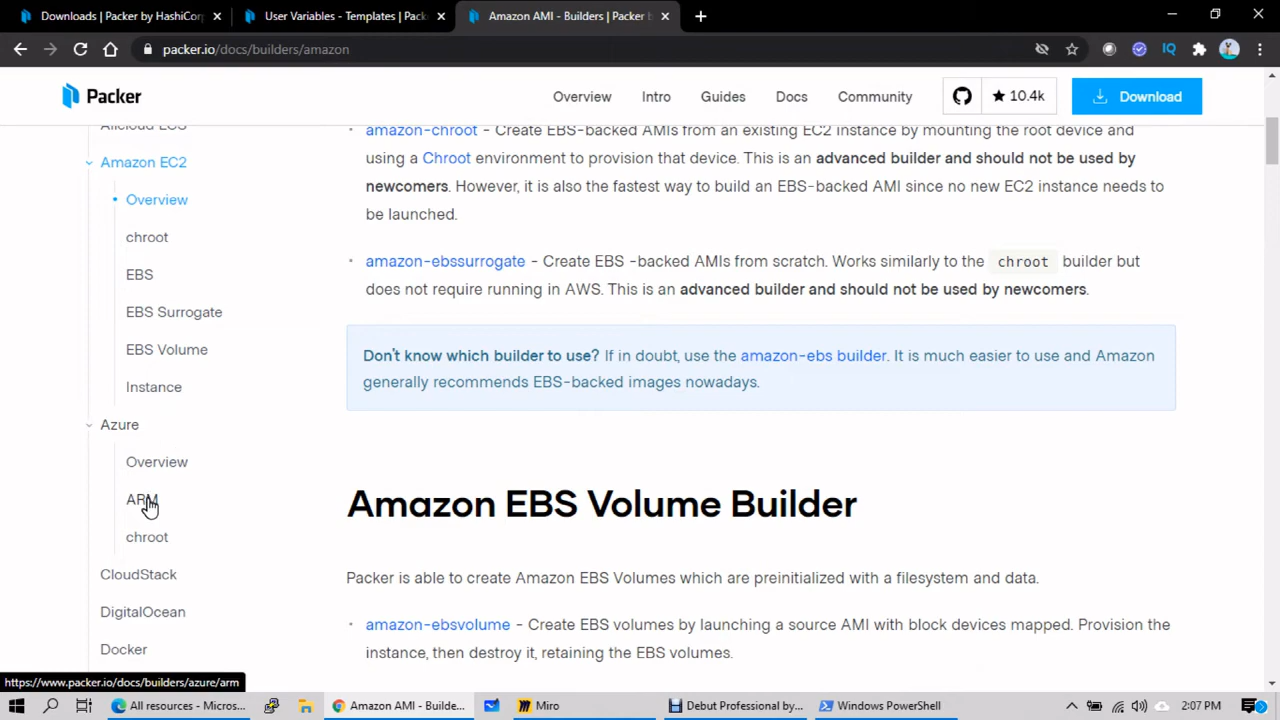 Downloads | Packer by HashiCorp
User Variables - Templates | Pack
Amazon AMI - Builders | Packer b
packer.io/docs/builders/amazon
IQ
Packer
Overview
Intro
Guides
Docs
Community
10.4k
Download
Alicloud ECS
Amazon EC2
Overview
chroot
EBS
EBS Surrogate
EBS Volume
Instance
Azure
Overview
ARM
chroot
CloudStack
DigitalOcean
Docker
amazon-chroot - Create EBS-backed AMIs from an existing EC2 instance by mounting the root device and
using a Chroot environment to provision that device. This is an advanced builder and should not be used by
newcomers. However, it is also the fastest way to build an EBS-backed AMI since no new EC2 instance needs to
be launched.
amazon-ebssurrogate - Create EBS -backed AMIs from scratch. Works similarly to the chroot builder but
does not require running in AWS. This is an advanced builder and should not be used by newcomers.
Don't know which builder to use? If in doubt, use the amazon-ebs builder. It is much easier to use and Amazon
generally recommends EBS-backed images nowadays.
Amazon EBS Volume Builder
Packer is able to create Amazon EBS Volumes which are preinitialized with a filesystem and data.
amazon-ebsvolume - Create EBS volumes by launching a source AMI with block devices mapped. Provision the
instance, then destroy it, retaining the EBS volumes.
https://www.packer.io/docs/builders/azure/arm
All resources - Micros...
Amazon AMI - Builde...
Miro
Debut Professional by...
Windows PowerShell
2:07 PM